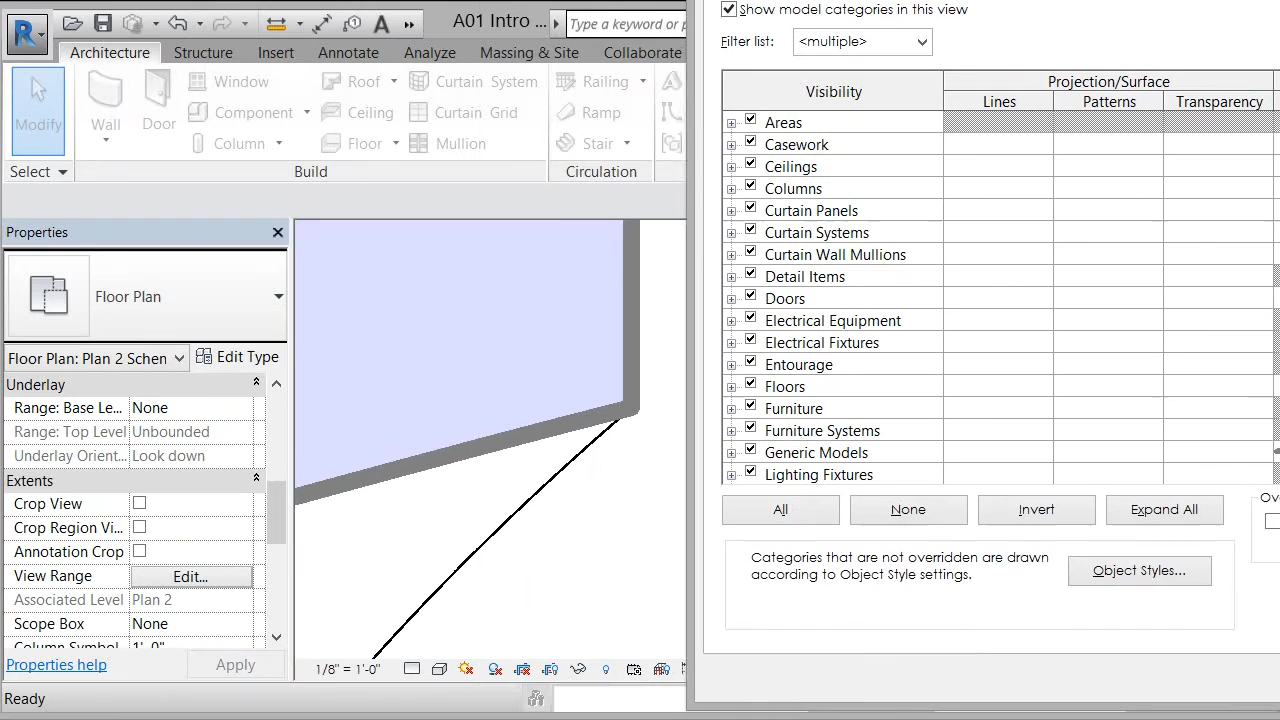 A01 Intro ...
Type a keyword or p
Architecture Structure Insert Annotate Analyze Massing & Site Collaborate
Modify
Wall
Door
Window
Component
Column
Roof
Ceiling
Floor
Curtain System
Curtain Grid
Mullion
Railing
Ramp
Stair
Select
Build
Circulation
Properties
Floor Plan
Floor Plan: Plan 2 Schen
Edit Type
Underlay
Range: Base Le... None
Range: Top Level Unbounded
Underlay Orient... Look down
Extents
Crop View
Crop Region Vi...
Annotation Crop
View Range Edit...
Associated Level Plan 2
Scope Box None
Properties help
Apply
1/8" = 1'-0"
Ready
Show model categories in this view
Filter list: <multiple>
Visibility
Projection/Surface
Lines Patterns Transparency
Areas
Casework
Ceilings
Columns
Curtain Panels
Curtain Systems
Curtain Wall Mullions
Detail Items
Doors
Electrical Equipment
Electrical Fixtures
Entourage
Floors
Furniture
Furniture Systems
Generic Models
Lighting Fixtures
All None Invert Expand All
Categories that are not overridden are drawn
according to Object Style settings.
Object Styles...